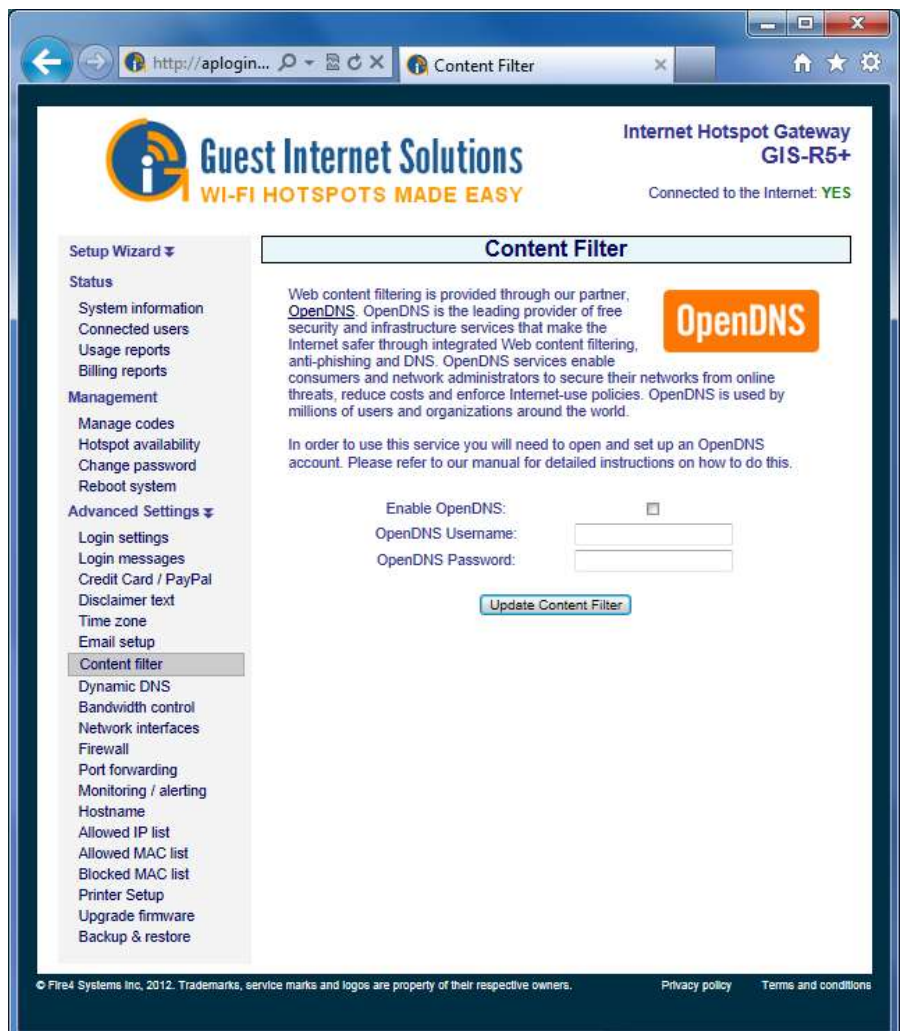 http://aplogin...
Content Filter
Guest Internet Solutions
WI-FI HOTSPOTS MADE EASY
Internet Hotspot Gateway
GIS-R5+
Connected to the Internet: YES
Setup Wizard
Status
System information
Connected users
Usage reports
Billing reports
Management
Manage codes
Hotspot availability
Change password
Reboot system
Advanced Settings
Login settings
Login messages
Credit Card / PayPal
Disclaimer text
Time zone
Email setup
Content filter
Dynamic DNS
Bandwidth control
Network interfaces
Firewall
Port forwarding
Monitoring / alerting
Hostname
Allowed IP list
Allowed MAC list
Blocked MAC list
Printer Setup
Upgrade firmware
Backup & restore
Content Filter
Web content filtering is provided through our partner,
OpenDNS. OpenDNS is the leading provider of free
security and infrastructure services that make the
Internet safer through integrated Web content filtering,
anti-phishing and DNS. OpenDNS services enable
consumers and network administrators to secure their networks from online
threats, reduce costs and enforce Internet-use policies. OpenDNS is used by
millions of users and organizations around the world.
OpenDNS
In order to use this service you will need to open and set up an OpenDNS
account. Please refer to our manual for detailed instructions on how to do this.
Enable OpenDNS:
OpenDNS Username:
OpenDNS Password:
Update Content Filter
© Fire4 Systems Inc, 2012. Trademarks, service marks and logos are property of their respective owners.
Privacy policy
Terms and conditions